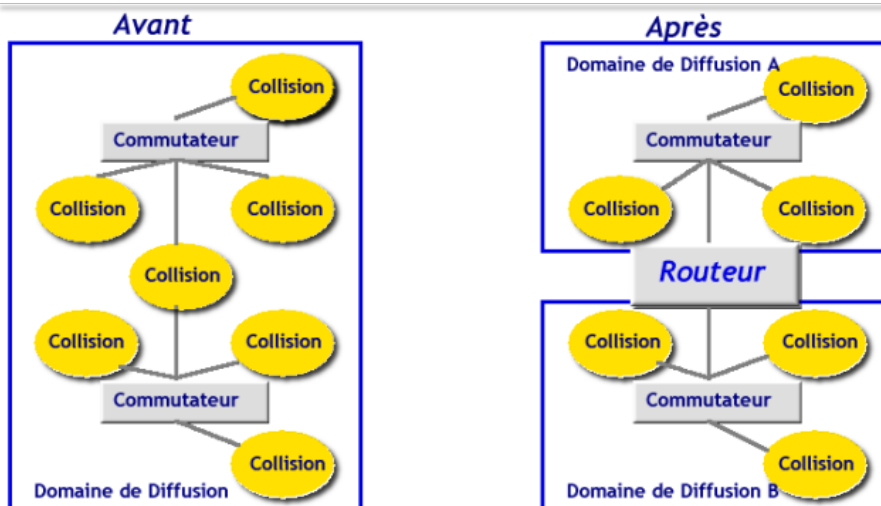 Avant
Collision
Commutateur
Collision
Collision
Collision
Collision
Collision
Commutateur
Collision
Domaine de Diffusion
Après
Domaine de Diffusion A
Collision
Commutateur
Collision
Collision
Routeur
Collision
Collision
Commutateur
Collision
Domaine de Diffusion B